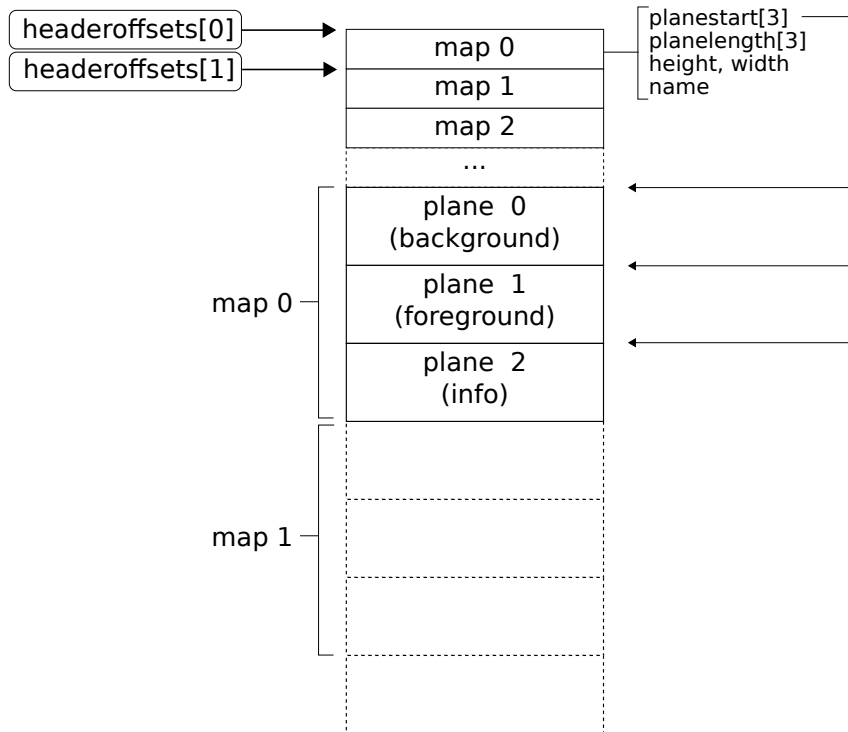 headeroffsets[0]
headeroffsets[1]
map 0
map 1
map 2
...
planestart[3]
planelength[3]
height, width
name
map 0
plane 0
(background)
plane 1
(foreground)
plane 2
(info)
map 1